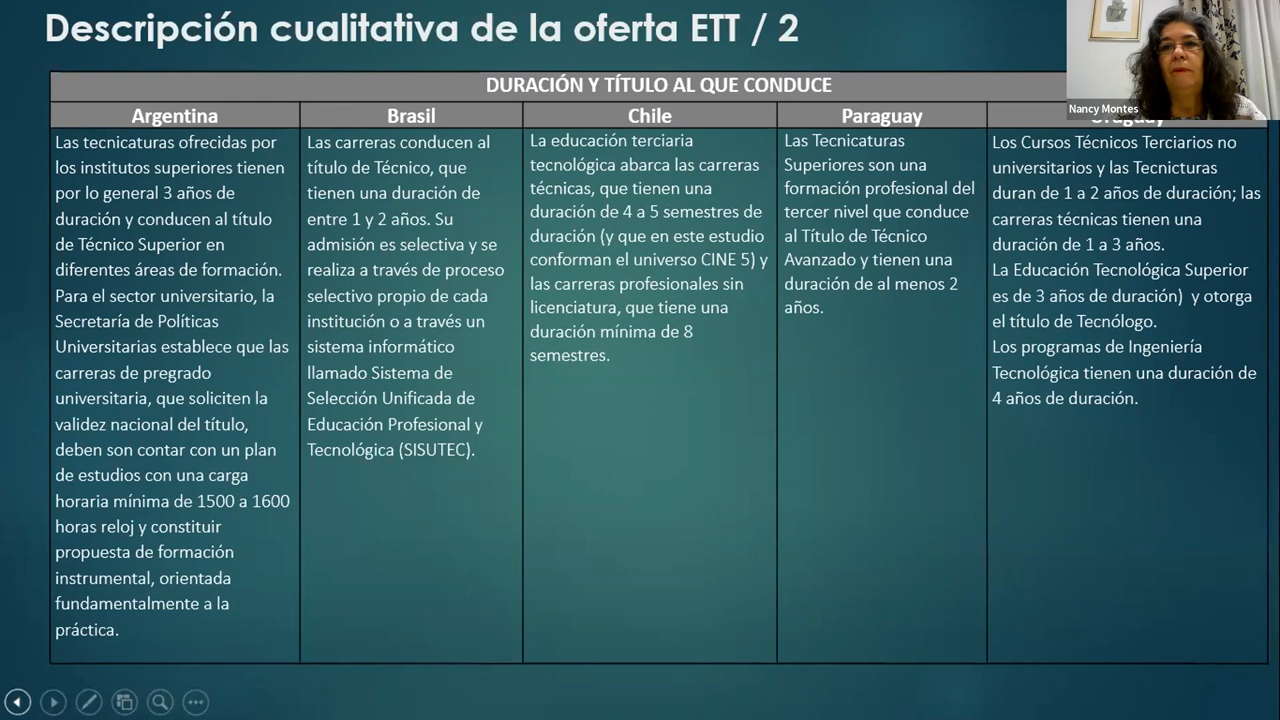 Descripción cualitativa de la oferta ETT / 2
Nancy Montes
DURACIÓN Y TÍTULO AL QUE CONDUCE
Argentina
Las tecnicaturas ofrecidas por
los institutos superiores tienen
por lo general 3 años de
duración y conducen al título
de Técnico Superior en
diferentes áreas de formación.
Para el sector universitario, la
Secretaría de Políticas
Universitarias establece que las
carreras de pregrado
universitaria, que soliciten la
validez nacional del título,
deben son contar con un plan
de estudios con una carga
horaria mínima de 1500 a 1600
horas reloj y constituir
propuesta de formación
instrumental, orientada
fundamentalmente a la
práctica.
Brasil
Las carreras conducen al
título de Técnico, que
tienen una duración de
entre 1 y 2 años. Su
admisión es selectiva y se
realiza a través de proceso
selectivo propio de cada
institución o a través un
sistema informático
llamado Sistema de
Selección Unificada de
Educación Profesional y
Tecnológica (SISUTEC).
Chile
La educación terciaria
tecnológica abarca las carreras
técnicas, que tienen una
duración de 4 a 5 semestres de
duración (y que en este estudio
conforman el universo CINE 5) y
las carreras profesionales sin
licenciatura, que tiene una
duración mínima de 8
semestres.
Paraguay
Las Tecnicaturas
Superiores son una
formación profesional del
tercer nivel que conduce
al Título de Técnico
Avanzado y tienen una
duración de al menos 2
años.
Los Cursos Técnicos Terciarios no
universitarios y las Tecnicturas
duran de 1 a 2 años de duración; las
carreras técnicas tienen una
duración de 1 a 3 años.
La Educación Tecnológica Superior
es de 3 años de duración) y otorga
el título de Tecnólogo.
Los programas de Ingeniería
Tecnológica tienen una duración de
4 años de duración.